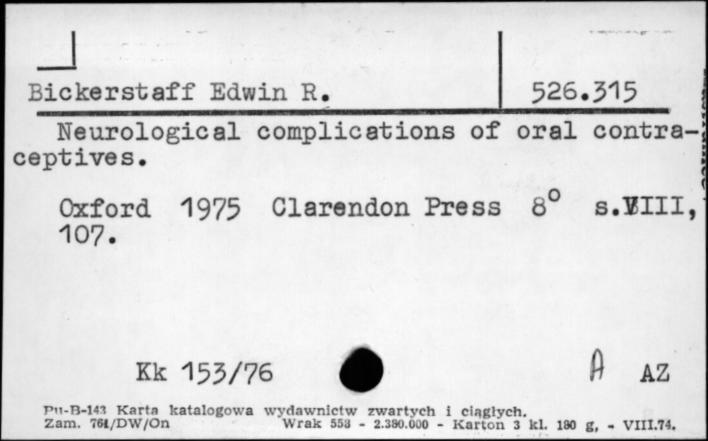 Bickerstaff Edwin R.
526.315
Neurological complications of oral contra-
ceptives.
Oxford 1975 Clarendon Press 8° s.VIII,
107.
Kk 153/76
A AZ
Pu-B-143 Karta katalogowa wydawnictw zwartych i ciągłych.
Zam. 761/DW/On Wrak 558 - 2.380.000 - Karton 3 kl. 180 g, - VIII.74.